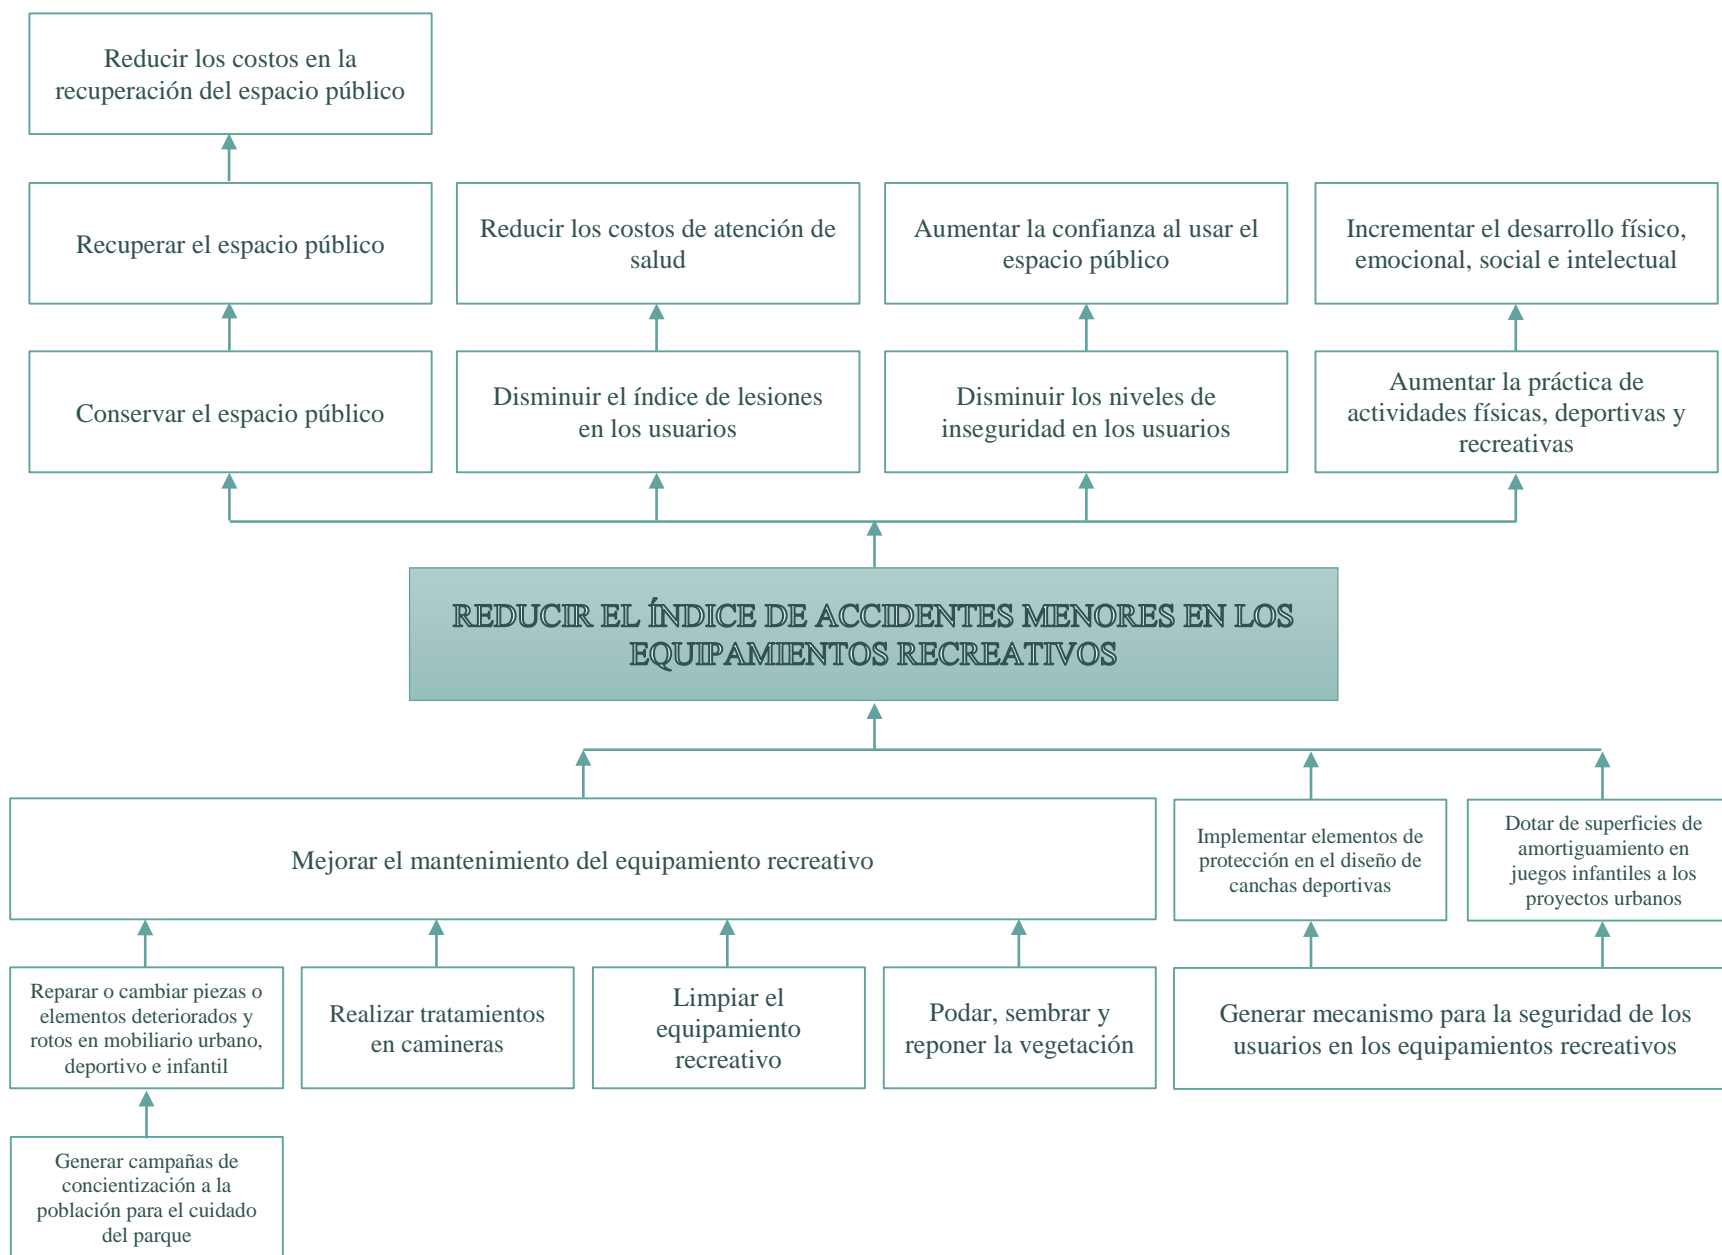 Reducir los costos en la
recuperación del espacio público
Recuperar el espacio público
Reducir los costos de atención de
salud
Aumentar la confianza al usar el
espacio público
Incrementar el desarrollo físico,
emocional, social e intelectual
Conservar el espacio público
Disminuir el índice de lesiones
en los usuarios
Disminuir los niveles de
inseguridad en los usuarios
Aumentar la práctica de
actividades físicas, deportivas y
recreativas
REDUCIR EL ÍNDICE DE ACCIDENTES MENORES EN LOS
EQUIPAMIENTOS RECREATIVOS
Mejorar el mantenimiento del equipamiento recreativo
Implementar elementos de
protección en el diseño de
canchas deportivas
Dotar de superficies de
amortiguamiento en
juegos infantiles a los
proyectos urbanos
Reparar o cambiar piezas o
elementos deteriorados y
rotos en mobiliario urbano,
deportivo e infantil
Realizar tratamientos
en camineras
Limpiar el
equipamiento
recreativo
Podar, sembrar y
reponer la vegetación
Generar mecanismo para la seguridad de los
usuarios en los equipamientos recreativos
Generar campañas de
concientización a la
población para el cuidado
del parque